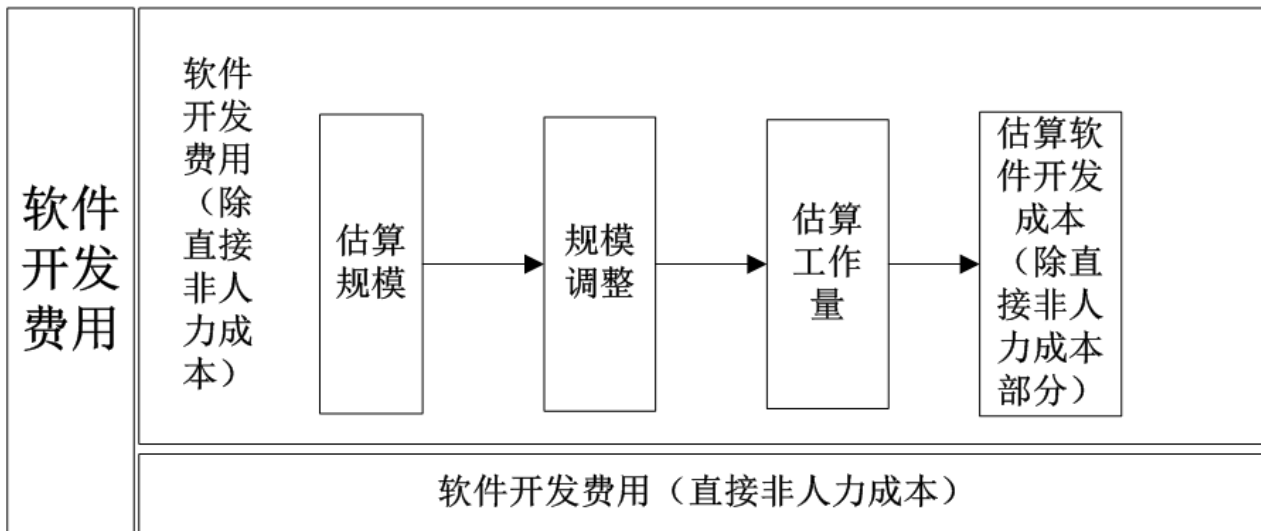 软件
开发
费用
软件
开发
费用
（除
直接
非人
力成
本）
估算
规模
规模
调整
估算
工作
量
估算软
件开发
成本
（除直
接非人
力成本
部分）
软件开发费用（直接非人力成本）